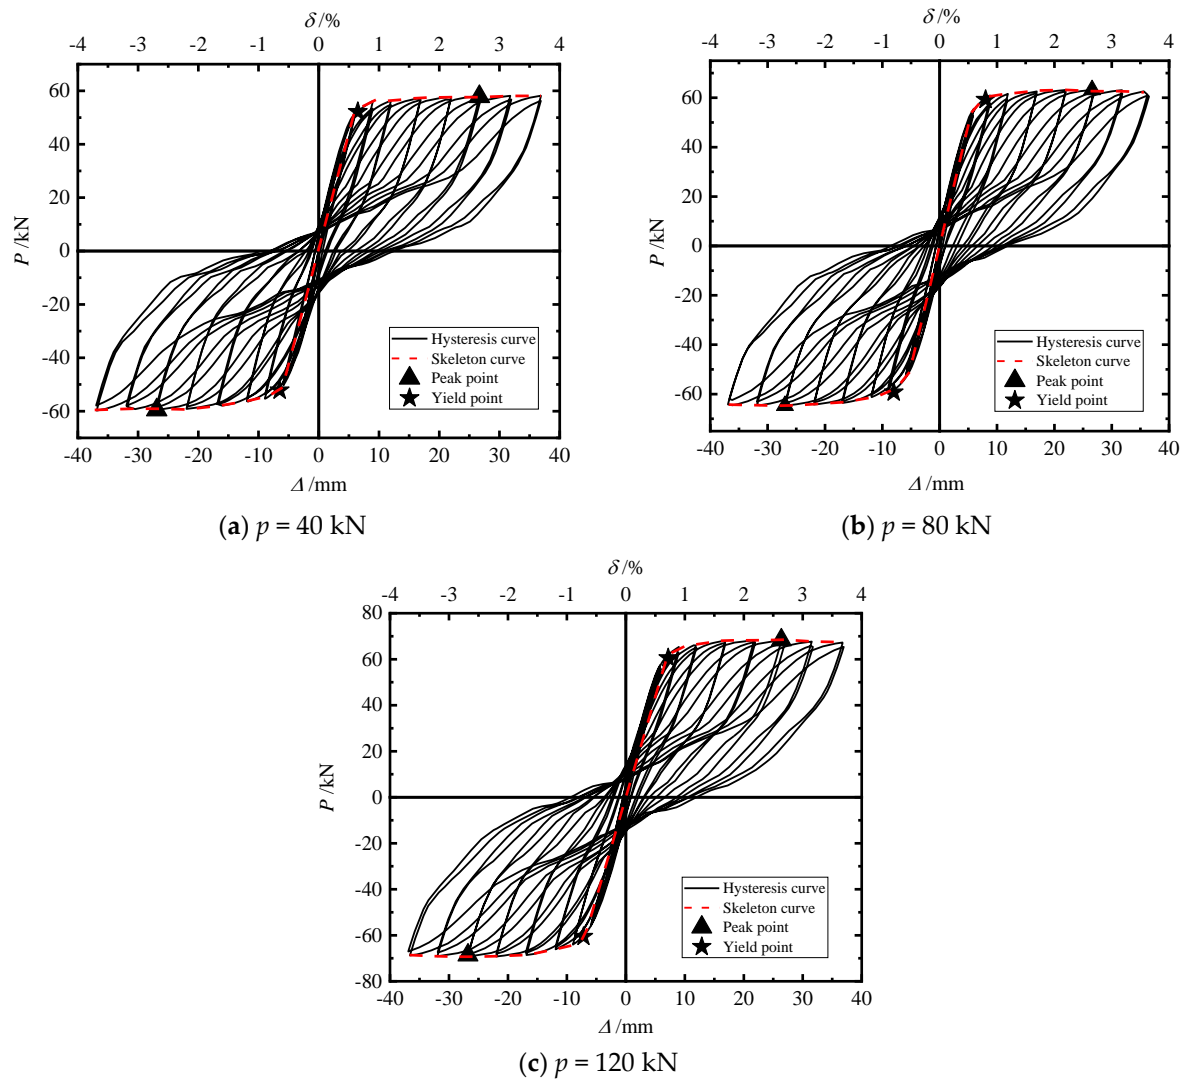 δ /%
-4 -3 -2 -1 0 1 2 3 4
60
40
20
0
-20
-40
-60
P /kN
Hysteresis curve
Skeleton curve
Peak point
Yield point
-40 -30 -20 -10 0 10 20 30 40
Δ /mm
(a) p = 40 kN
δ /%
-4 -3 -2 -1 0 1 2 3 4
60
40
20
0
-20
-40
-60
P /kN
Hysteresis curve
Skeleton curve
Peak point
Yield point
-40 -30 -20 -10 0 10 20 30 40
Δ /mm
(b) p = 80 kN
δ /%
-4 -3 -2 -1 0 1 2 3 4
80
60
40
20
0
-20
-40
-60
-80
P /kN
Hysteresis curve
Skeleton curve
Peak point
Yield point
-40 -30 -20 -10 0 10 20 30 40
Δ /mm
(c) p = 120 kN